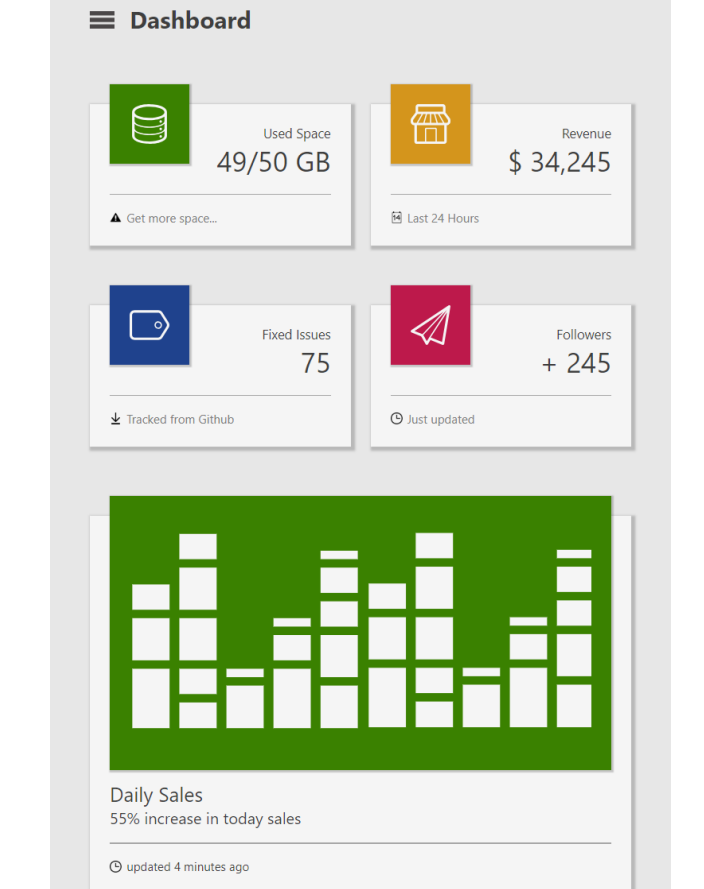 Dashboard
Used Space
49/50 GB
Get more space...
Revenue
$ 34,245
14
Last 24 Hours
Fixed Issues
75
Tracked from Github
Followers
+ 245
Just updated
Daily Sales
55% increase in today sales
updated 4 minutes ago